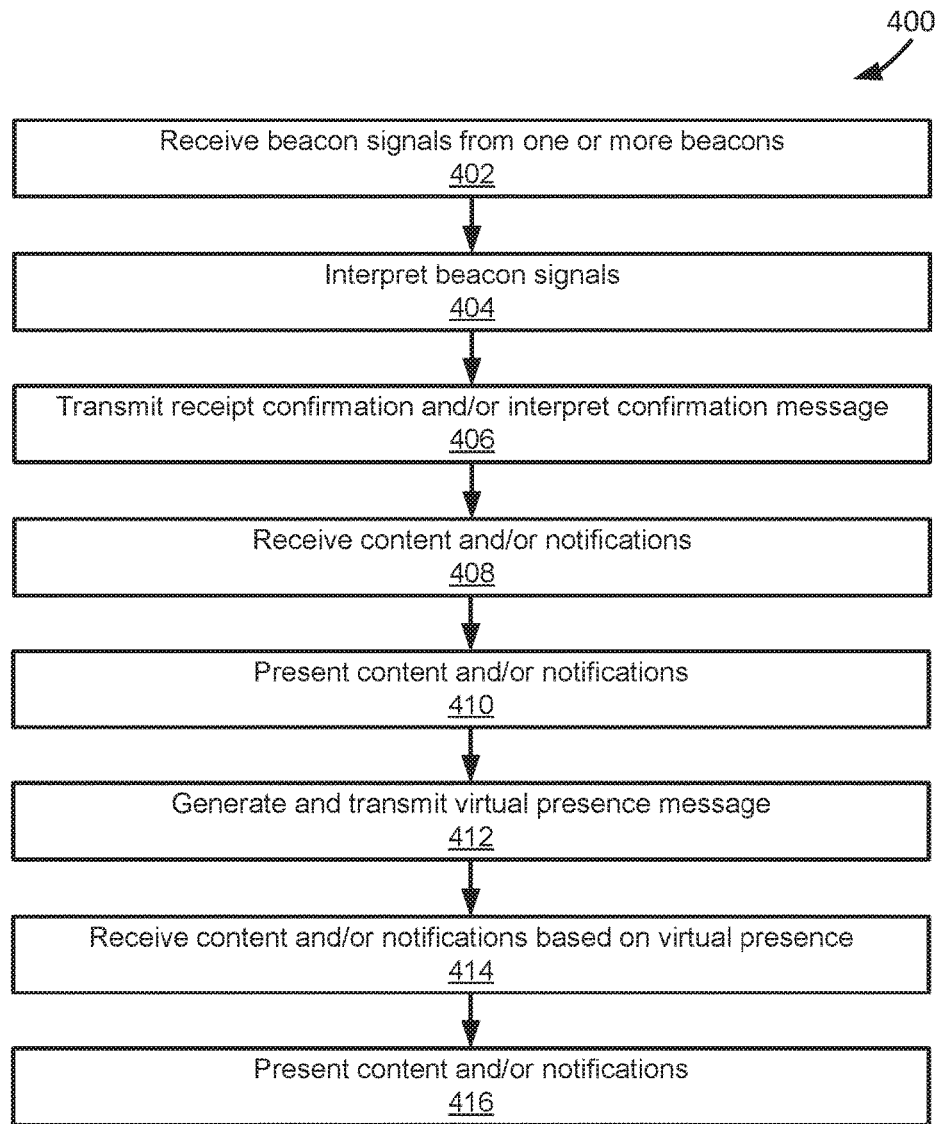 400
Receive beacon signals from one or more beacons
402
Interpret beacon signals
404
Transmit receipt confirmation and/or interpret confirmation message
406
Receive content and/or notifications
408
Present content and/or notifications
410
Generate and transmit virtual presence message
412
Receive content and/or notifications based on virtual presence
414
Present content and/or notifications
416